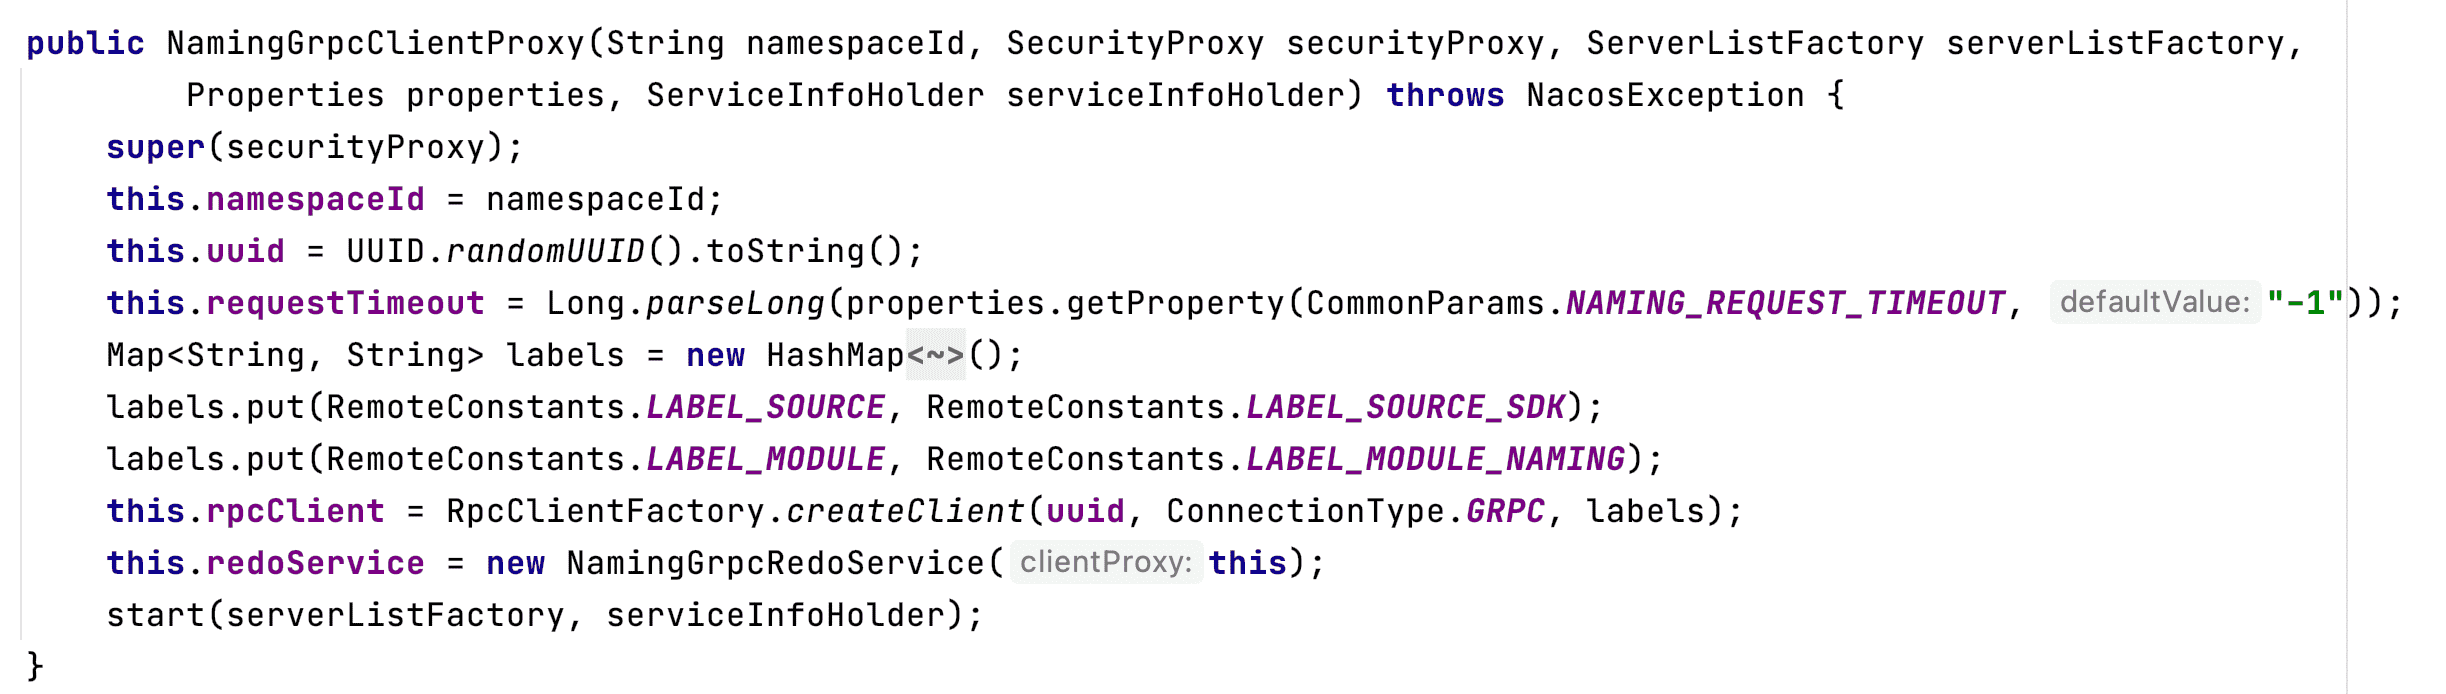 public NamingGrpcClientProxy(String namespaceId, SecurityProxy securityProxy, ServerListFactory serverListFactory,
        Properties properties, ServiceInfoHolder serviceInfoHolder) throws NacosException {
    super(securityProxy);
    this.namespaceId = namespaceId;
    this.uuid = UUID.randomUUID().toString();
    this.requestTimeout = Long.parseLong(properties.getProperty(CommonParams.NAMING_REQUEST_TIMEOUT, defaultValue: "-1"));
    Map<String, String> labels = new HashMap<~>();
    labels.put(RemoteConstants.LABEL_SOURCE, RemoteConstants.LABEL_SOURCE_SDK);
    labels.put(RemoteConstants.LABEL_MODULE, RemoteConstants.LABEL_MODULE_NAMING);
    this.rpcClient = RpcClientFactory.createClient(uuid, ConnectionType.GRPC, labels);
    this.redoService = new NamingGrpcRedoService( clientProxy: this);
    start(serverListFactory, serviceInfoHolder);
}